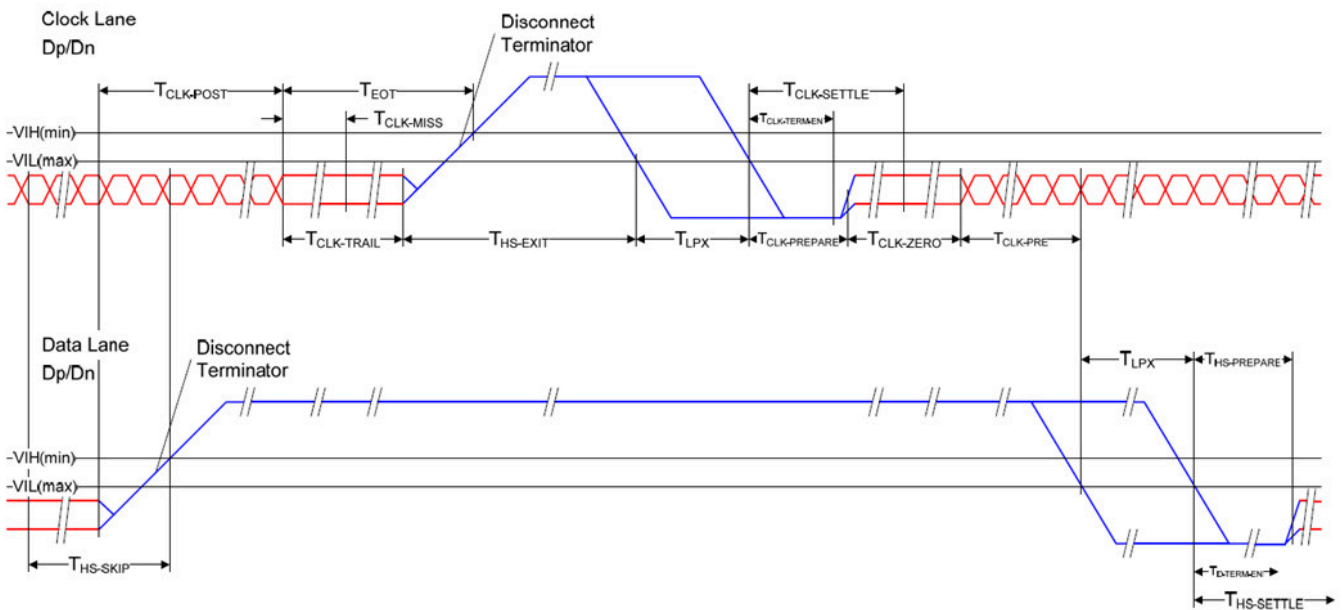 Clock Lane
Dp/Dn
Disconnect
Terminator
TCLK-POST
TEOT
TCLK-SETTLE
TCLK-MISS
TCLK-TERM-EN
VIH(min)
VIL(max)
TCLK-TRAIL
THS-EXIT
TLPX
TCLK-PREPARE
TCLK-ZERO
TCLK-PRE
Data Lane
Dp/Dn
Disconnect
Terminator
TLPX
THS-PREPARE
VIH(min)
VIL(max)
THS-SKIP
TD-TERM-EN
THS-SETTLE